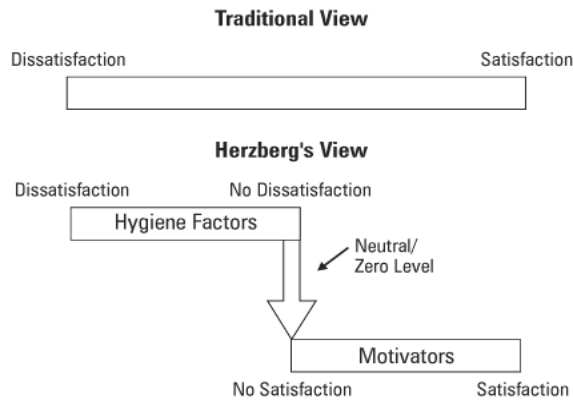 Traditional View
Dissatisfaction Satisfaction
Herzberg's View
Dissatisfaction No Dissatisfaction
Hygiene Factors
Neutral/
Zero Level
Motivators
No Satisfaction Satisfaction